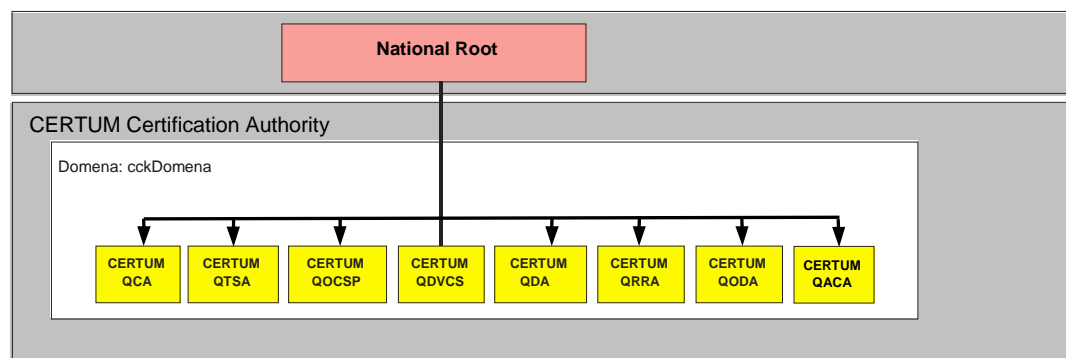 National Root
CERTUM Certification Authority
Domena: cckDomena
CERTUM
QCA
CERTUM
QTSA
CERTUM
QOCSP
CERTUM
QDVCS
CERTUM
QDA
CERTUM
QRRA
CERTUM
QODA
CERTUM
QACA